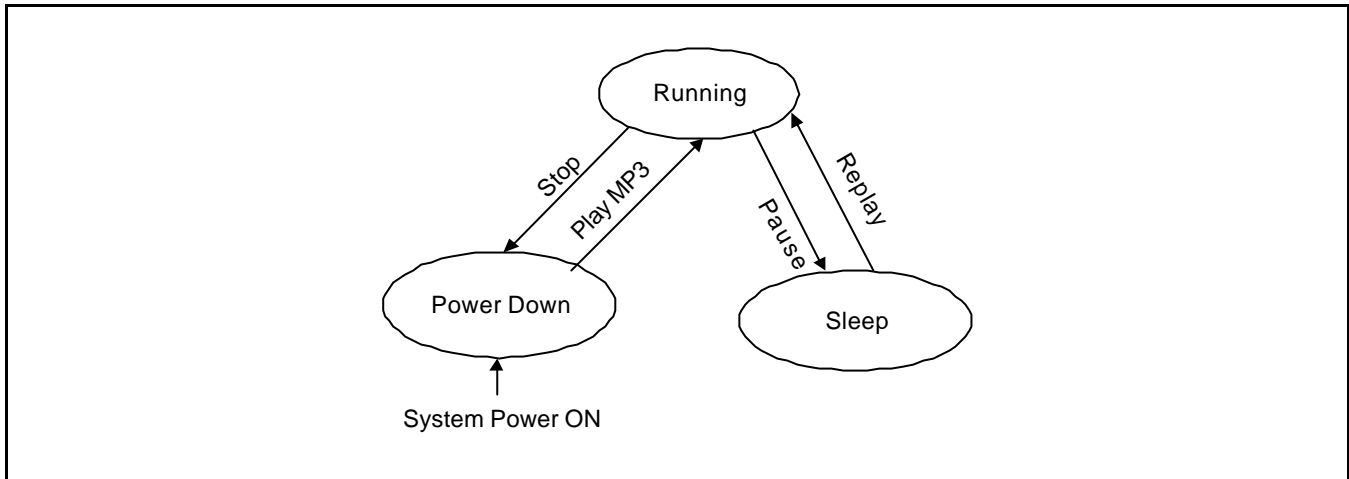 Running
Stop
Play MP3
Pause
Replay
Power Down
Sleep
System Power ON